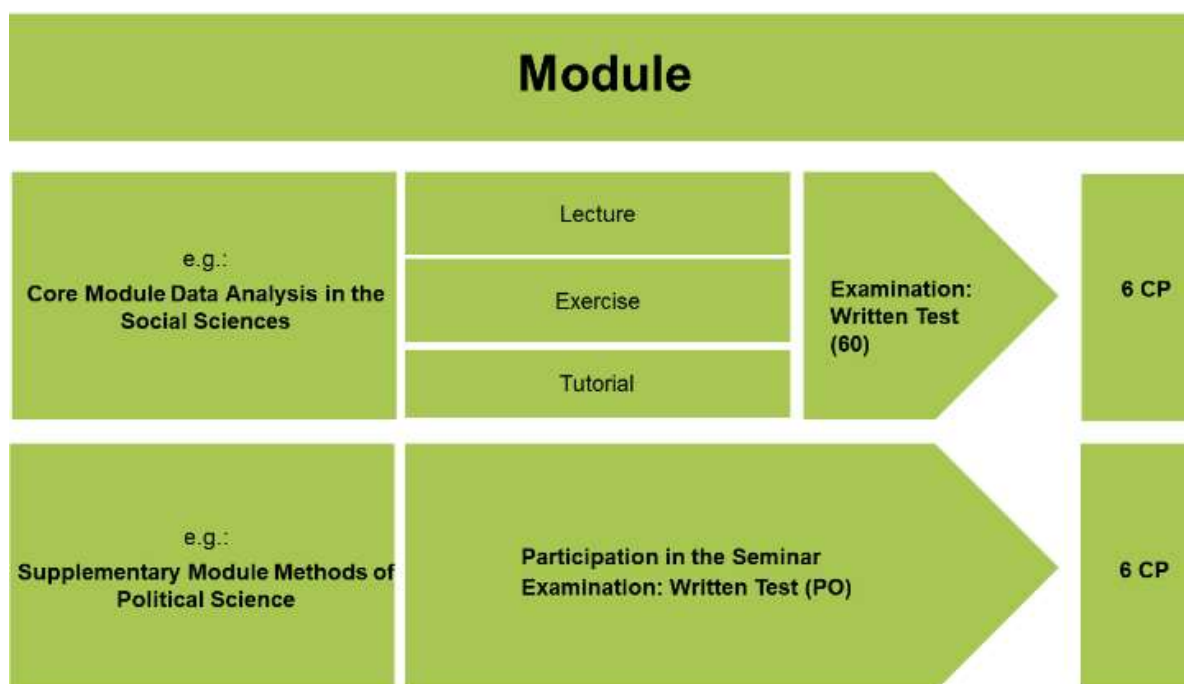 Module
e.g.:
Core Module Data Analysis in the
Social Sciences
Lecture
Exercise
Tutorial
Examination:
Written Test
(60)
6 CP
e.g.:
Supplementary Module Methods of
Political Science
Participation in the Seminar
Examination: Written Test (PO)
6 CP